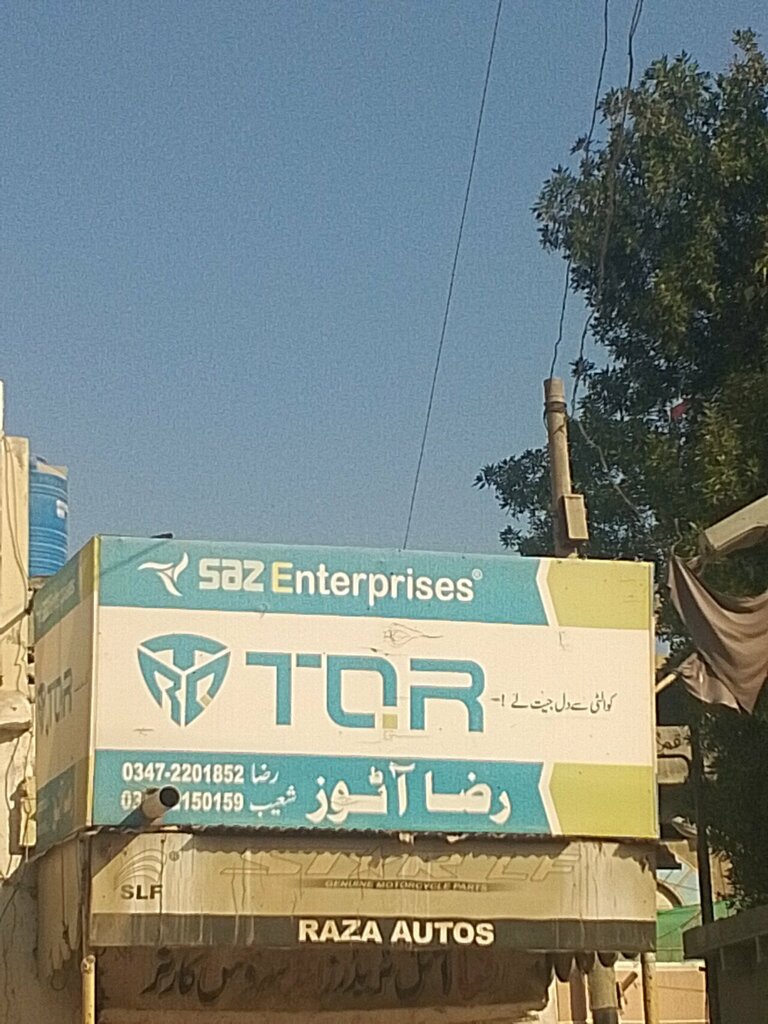 saz Enterprises®
TQR
کوالٹی سے دل جیت لے !
0347-2201852 رضا
150159 شعیب
رضا آٹوز
SLF
GENUINE MOTORCYCLE PARTS
RAZA AUTOS